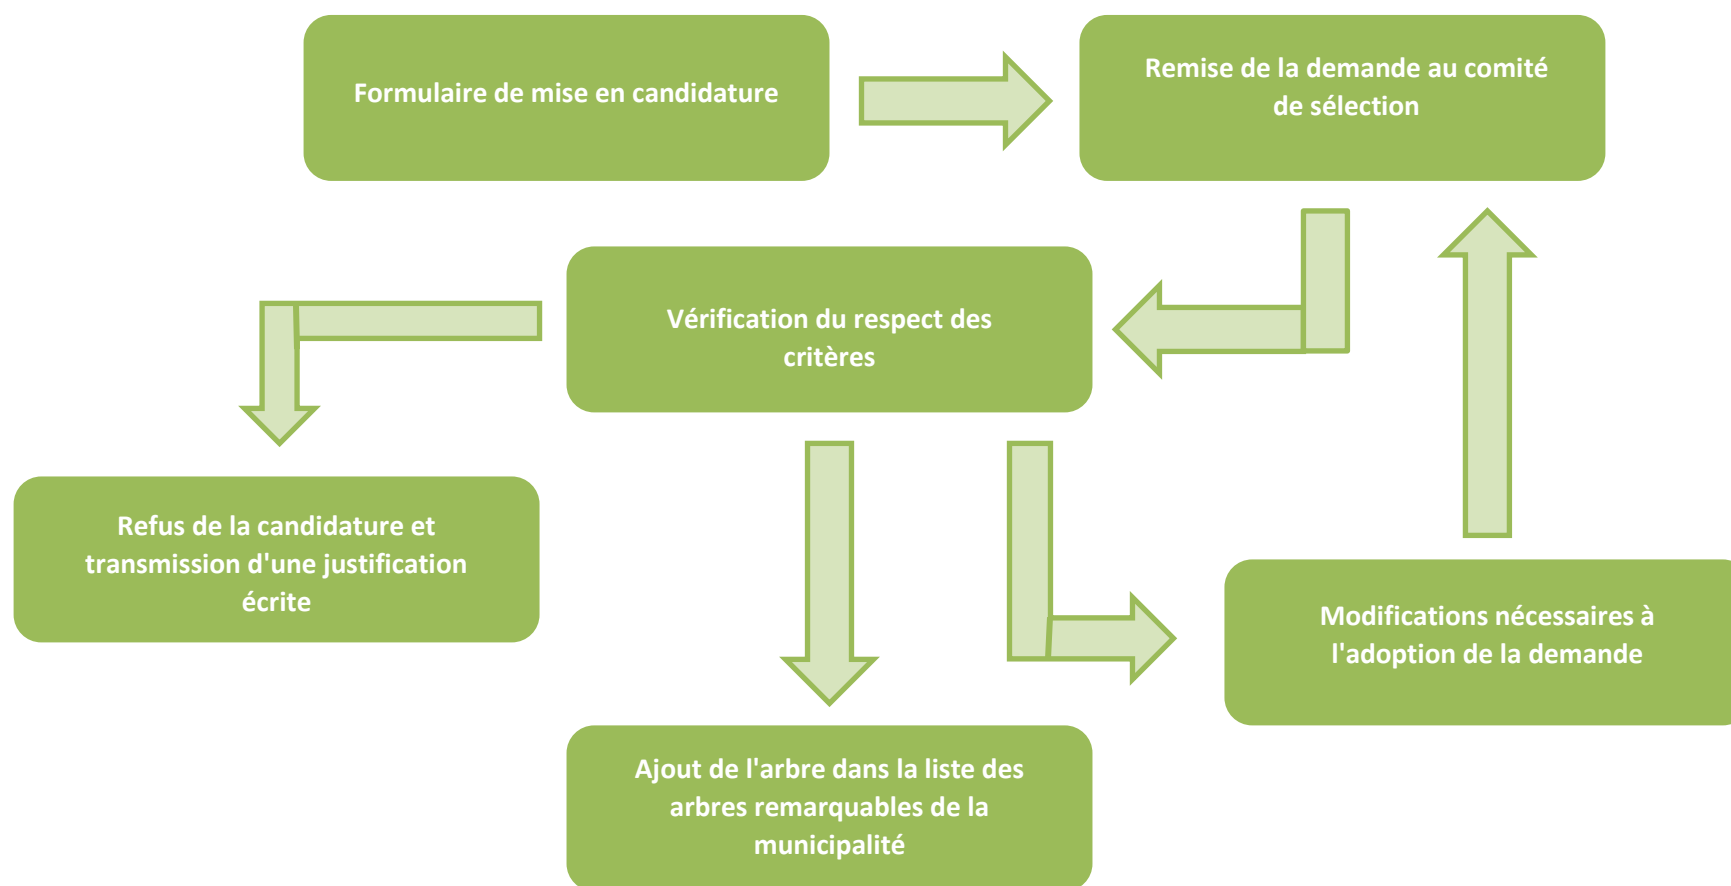 Formulaire de mise en candidature
Remise de la demande au comité
de sélection
Vérification du respect des
critères
Refus de la candidature et
transmission d'une justification
écrite
Modifications nécessaires à
l'adoption de la demande
Ajout de l'arbre dans la liste des
arbres remarquables de la
municipalité